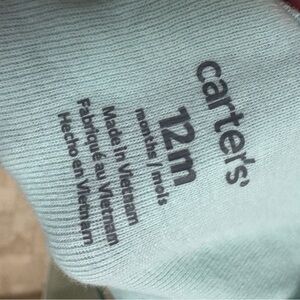 carter's
12m
months / mois
Made in Vietnam
Fabriqué au Vietnam
Hecho en Vietnam